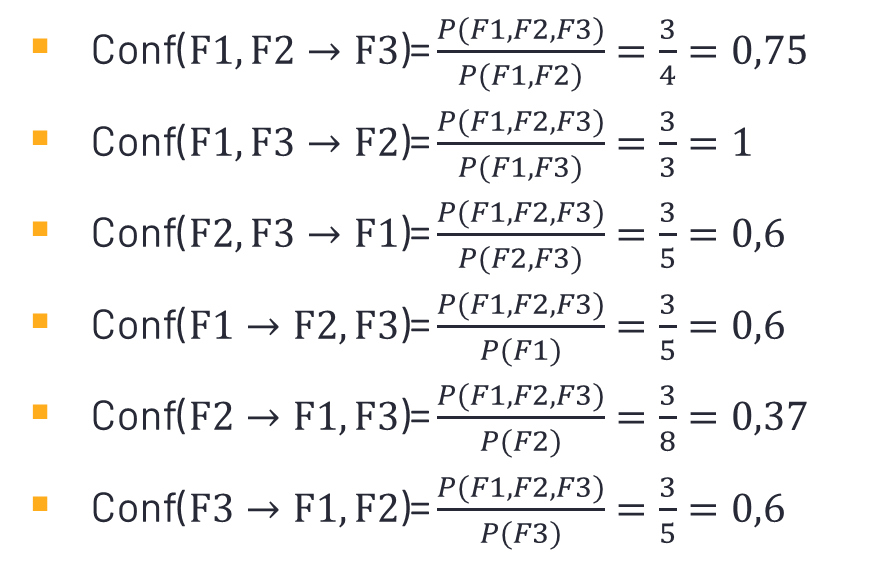 ▪ Conf(F1, F2 → F3)= P(F1,F2,F3) / P(F1,F2) = 3/4 = 0,75
▪ Conf(F1, F3 → F2)= P(F1,F2,F3) / P(F1,F3) = 3/3 = 1
▪ Conf(F2, F3 → F1)= P(F1,F2,F3) / P(F2,F3) = 3/5 = 0,6
▪ Conf(F1 → F2, F3)= P(F1,F2,F3) / P(F1) = 3/5 = 0,6
▪ Conf(F2 → F1, F3)= P(F1,F2,F3) / P(F2) = 3/8 = 0,37
▪ Conf(F3 → F1, F2)= P(F1,F2,F3) / P(F3) = 3/5 = 0,6